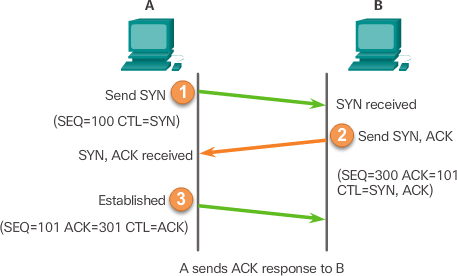 A
B
Send SYN
1
(SEQ=100 CTL=SYN)
SYN received
2
Send SYN, ACK
SYN, ACK received
(SEQ=300 ACK=101
CTL=SYN, ACK)
Established
3
(SEQ=101 ACK=301 CTL=ACK)
A sends ACK response to B